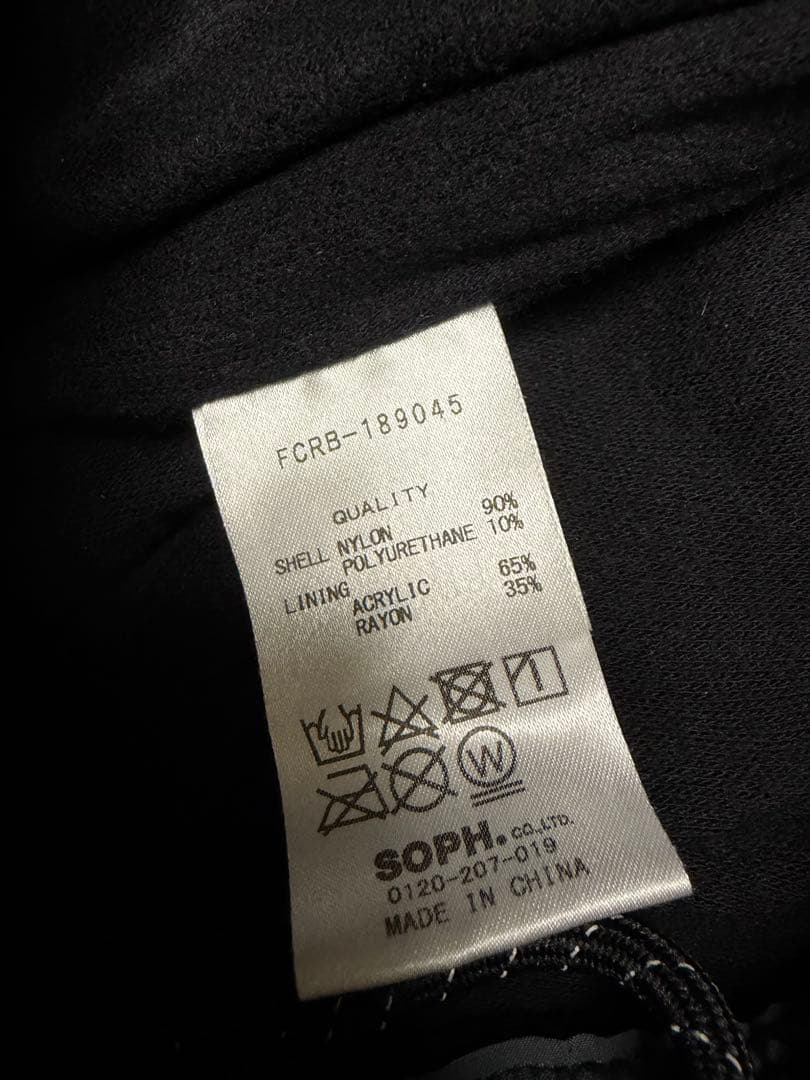 FCRB-189045
QUALITY
SHELL NYLON 90%
POLYURETHANE 10%
LINING ACRYLIC 65%
RAYON 35%
W
SOPH. CO.,LTD.
0120-207-019
MADE IN CHINA